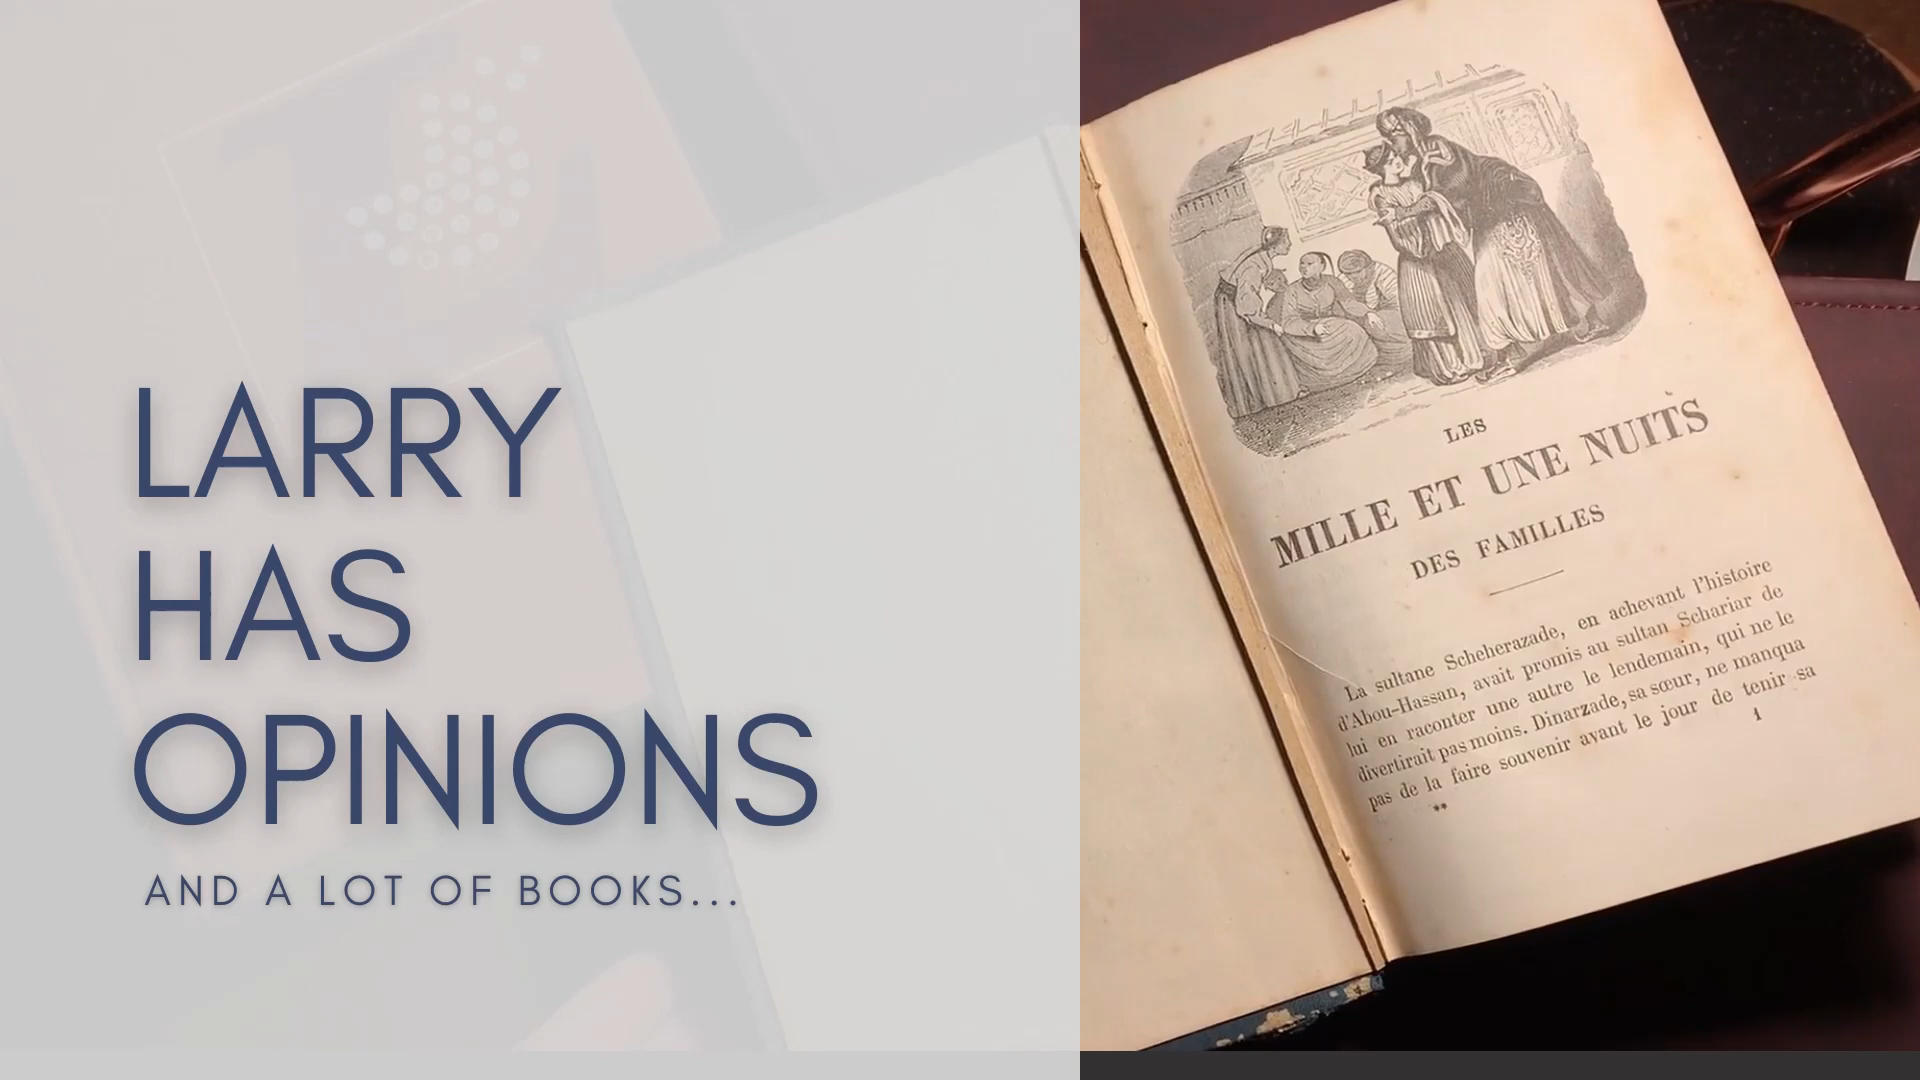 LARRY
HAS
OPINIONS
AND A LOT OF BOOKS...
LES
MILLE ET UNE NUITS
DES FAMILLES
La sultane Scheherazade, en achevant l'histoire
d'Abou-Hassan, avait promis au sultan Schariar de
lui en raconter une autre le lendemain, qui ne le
divertirait pas moins. Dinarzade, sa sœur, ne manqua
pas de la faire souvenir avant le jour de tenir sa
**
1